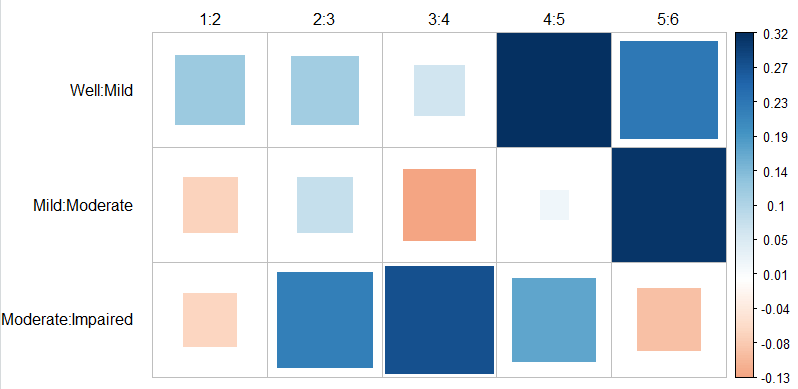 1:2 2:3 3:4 4:5 5:6
Well:Mild
Mild:Moderate
Moderate:Impaired
0.32
0.27
0.23
0.19
0.14
0.1
0.05
0.01
-0.04
-0.08
-0.13